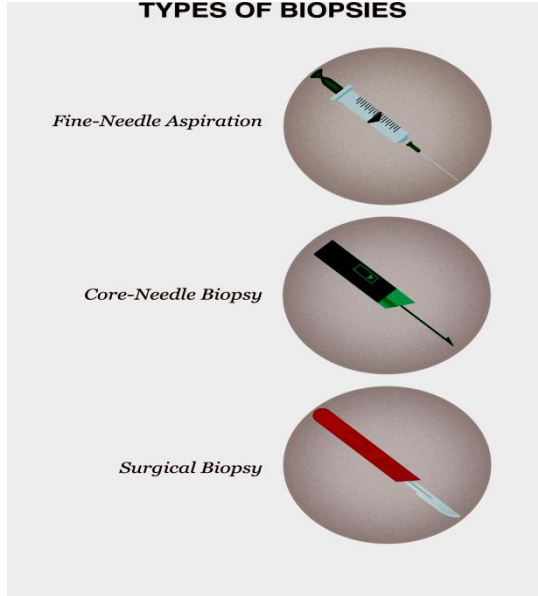 TYPES OF BIOPSIES
Fine-Needle Aspiration
Core-Needle Biopsy
Surgical Biopsy